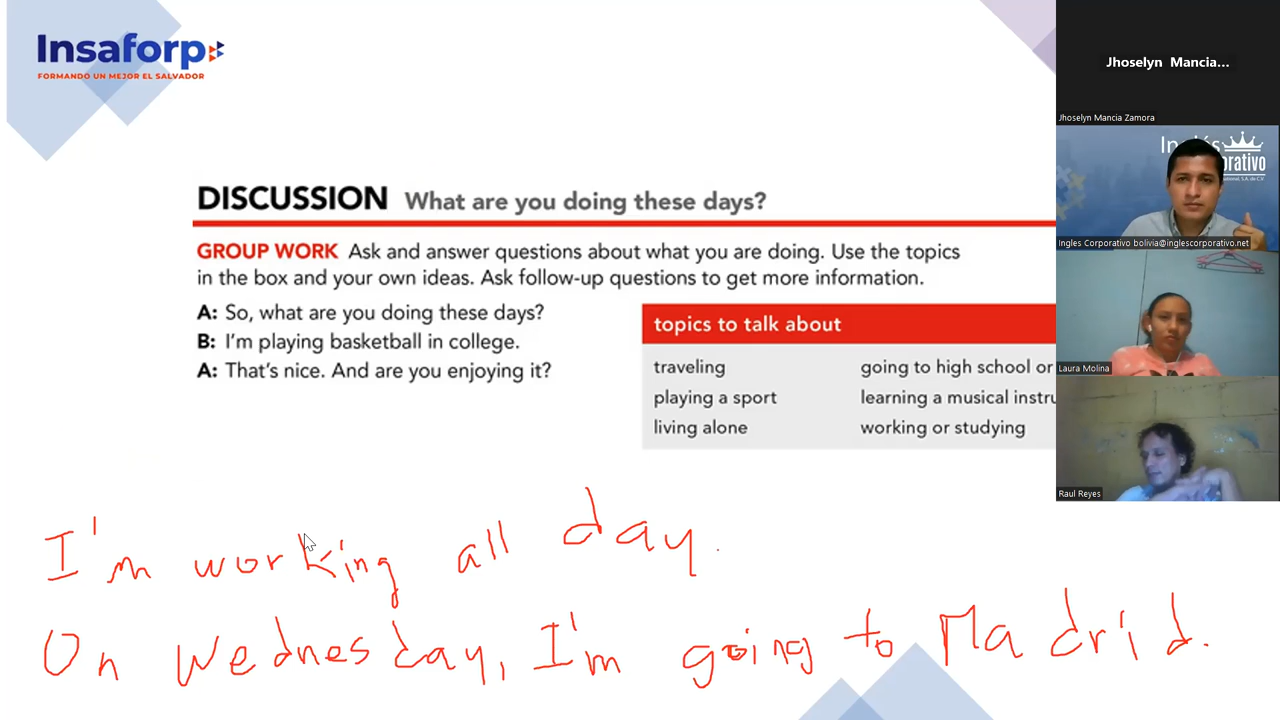 Insaforp
FORMANDO UN MEJOR EL SALVADOR
DISCUSSION What are you doing these days?
GROUP WORK Ask and answer questions about what you are doing. Use the topics
in the box and your own ideas. Ask follow-up questions to get more information.
A: So, what are you doing these days?
B: I'm playing basketball in college.
A: That's nice. And are you enjoying it?
topics to talk about
traveling going to high school or
playing a sport learning a musical instru
living alone working or studying
I'm working all day.
On Wednesday, I'm going to Madrid.
Jhoselyn Mancia...
Jhoselyn Mancia Zamora
Ingles Corporativo bolivia@inglescorporativo.net
Laura Molina
Raul Reyes